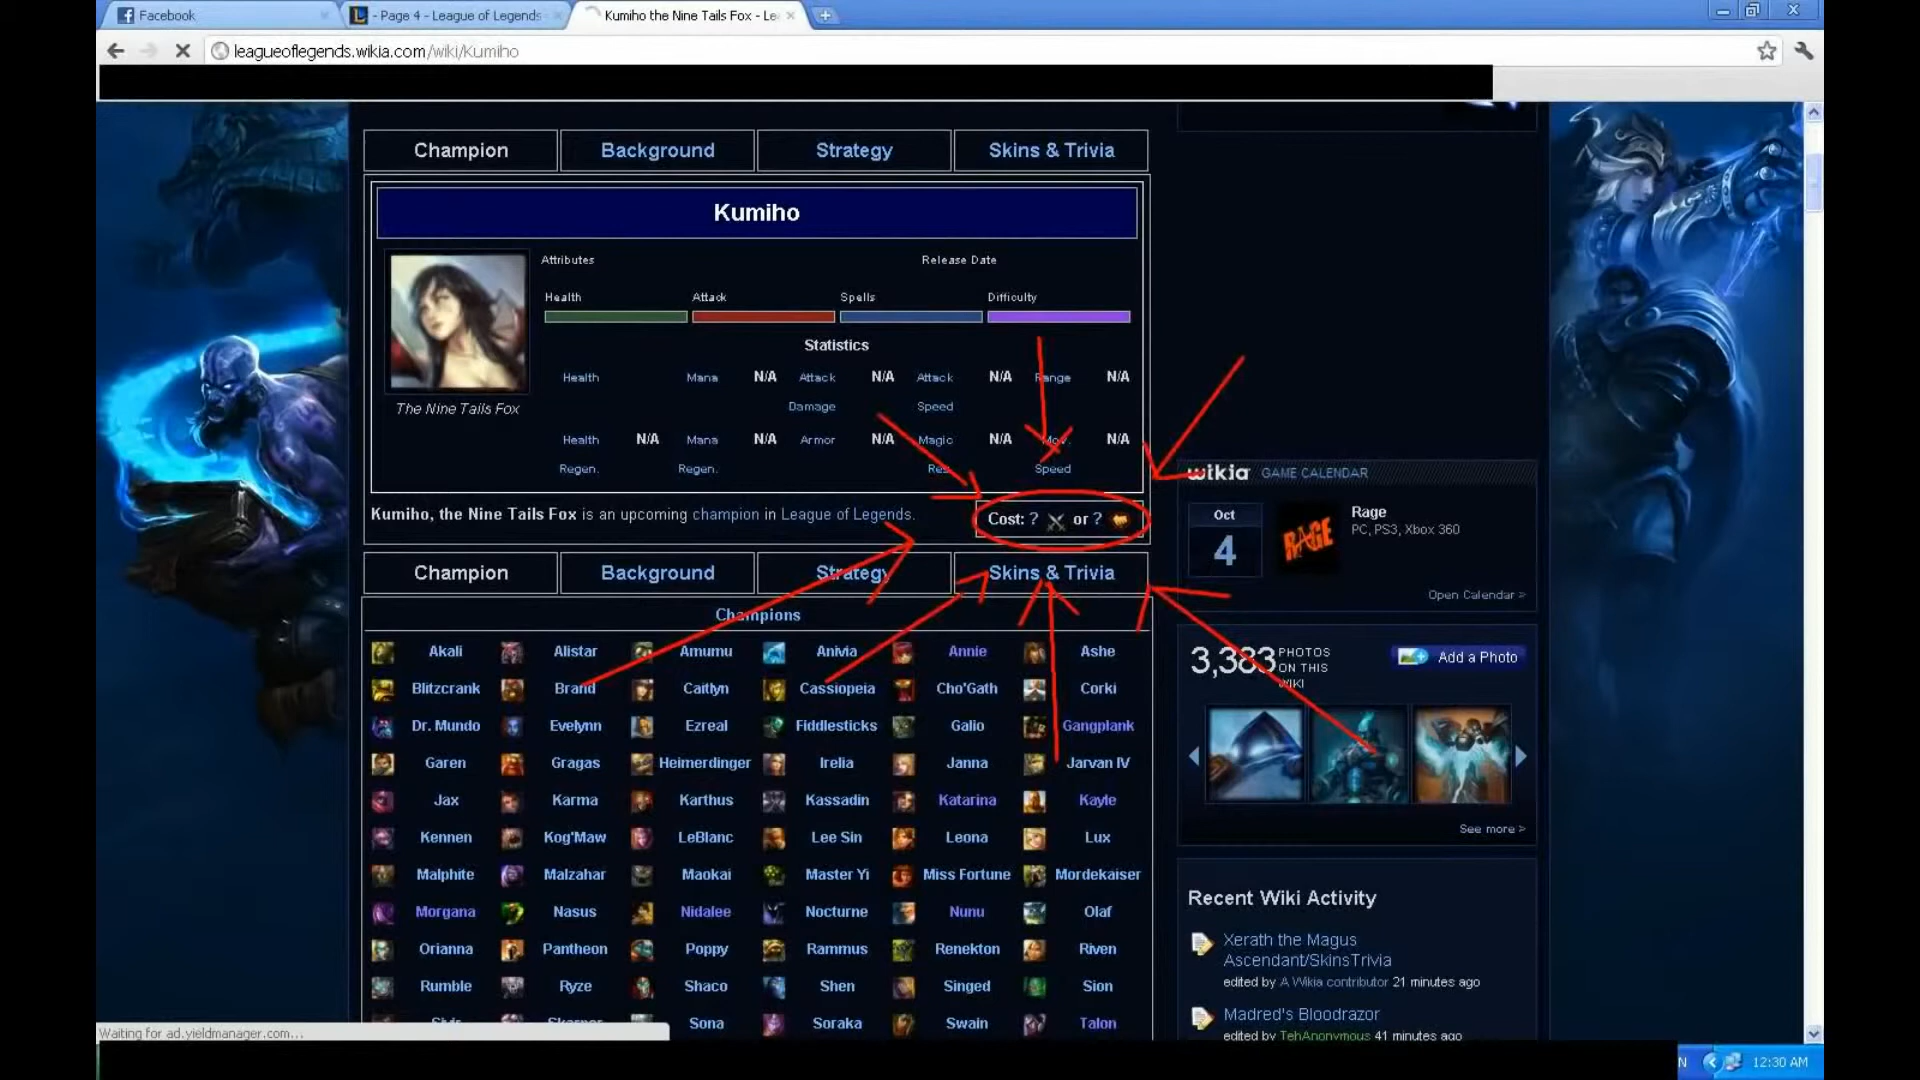 Facebook
- Page 4 - League of Legends
Kumiho the Nine Tails Fox - Le
leagueoflegends.wikia.com/wiki/Kumiho
Champion Background Strategy Skins & Trivia
Kumiho
Attributes Release Date
Health Attack Spells Difficulty
Statistics
Health Mana N/A Attack N/A Attack N/A Range N/A
Damage Speed
The Nine Tails Fox
Health N/A Mana N/A Armor N/A Magic N/A Mov. N/A
Regen. Regen. Res Speed
Kumiho, the Nine Tails Fox is an upcoming champion in League of Legends.
Cost: ? or ?
Champion Background Strategy Skins & Trivia
Champions
Akali Alistar Amumu Anivia Annie Ashe
Blitzcrank Brand Caitlyn Cassiopeia Cho'Gath Corki
Dr. Mundo Evelynn Ezreal Fiddlesticks Galio Gangplank
Garen Gragas Heimerdinger Irelia Janna Jarvan IV
Jax Karma Karthus Kassadin Katarina Kayle
Kennen Kog'Maw LeBlanc Lee Sin Leona Lux
Malphite Malzahar Maokai Master Yi Miss Fortune Mordekaiser
Morgana Nasus Nidalee Nocturne Nunu Olaf
Orianna Pantheon Poppy Rammus Renekton Riven
Rumble Ryze Shaco Shen Singed Sion
Sona Soraka Swain Talon
wikia GAME CALENDAR
Oct
4
RAGE
Rage
PC, PS3, Xbox 360
Open Calendar >
3,383 PHOTOS
ON THIS
WIKI
Add a Photo
See more >
Recent Wiki Activity
Xerath the Magus
Ascendant/SkinsTrivia
edited by A Wikia contributor 21 minutes ago
Madred's Bloodrazor
edited by TehAnonymous 41 minutes ago
Waiting for ad.yieldmanager.com...
N 12:30 AM